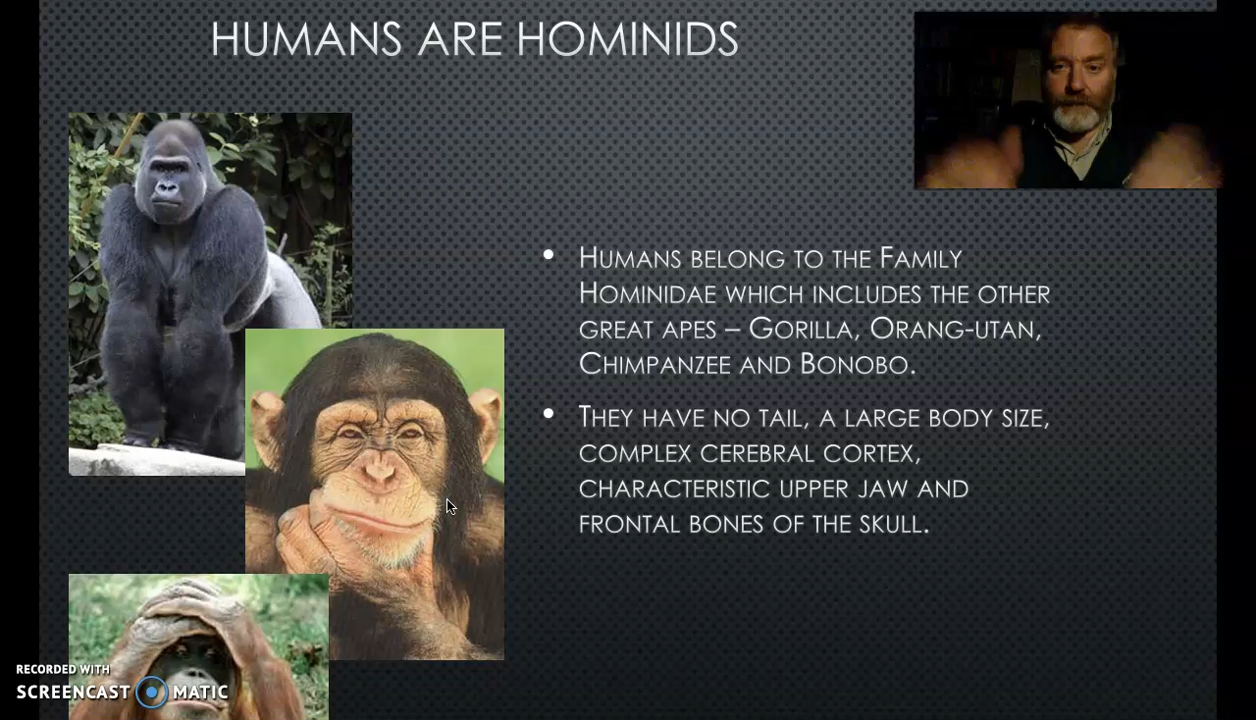 HUMANS ARE HOMINIDS
HUMANS BELONG TO THE FAMILY
HOMINIDAE WHICH INCLUDES THE OTHER
GREAT APES – GORILLA, ORANG-UTAN,
CHIMPANZEE AND BONOBO.
THEY HAVE NO TAIL, A LARGE BODY SIZE,
COMPLEX CEREBRAL CORTEX,
CHARACTERISTIC UPPER JAW AND
FRONTAL BONES OF THE SKULL.
RECORDED WITH
SCREENCAST MATIC